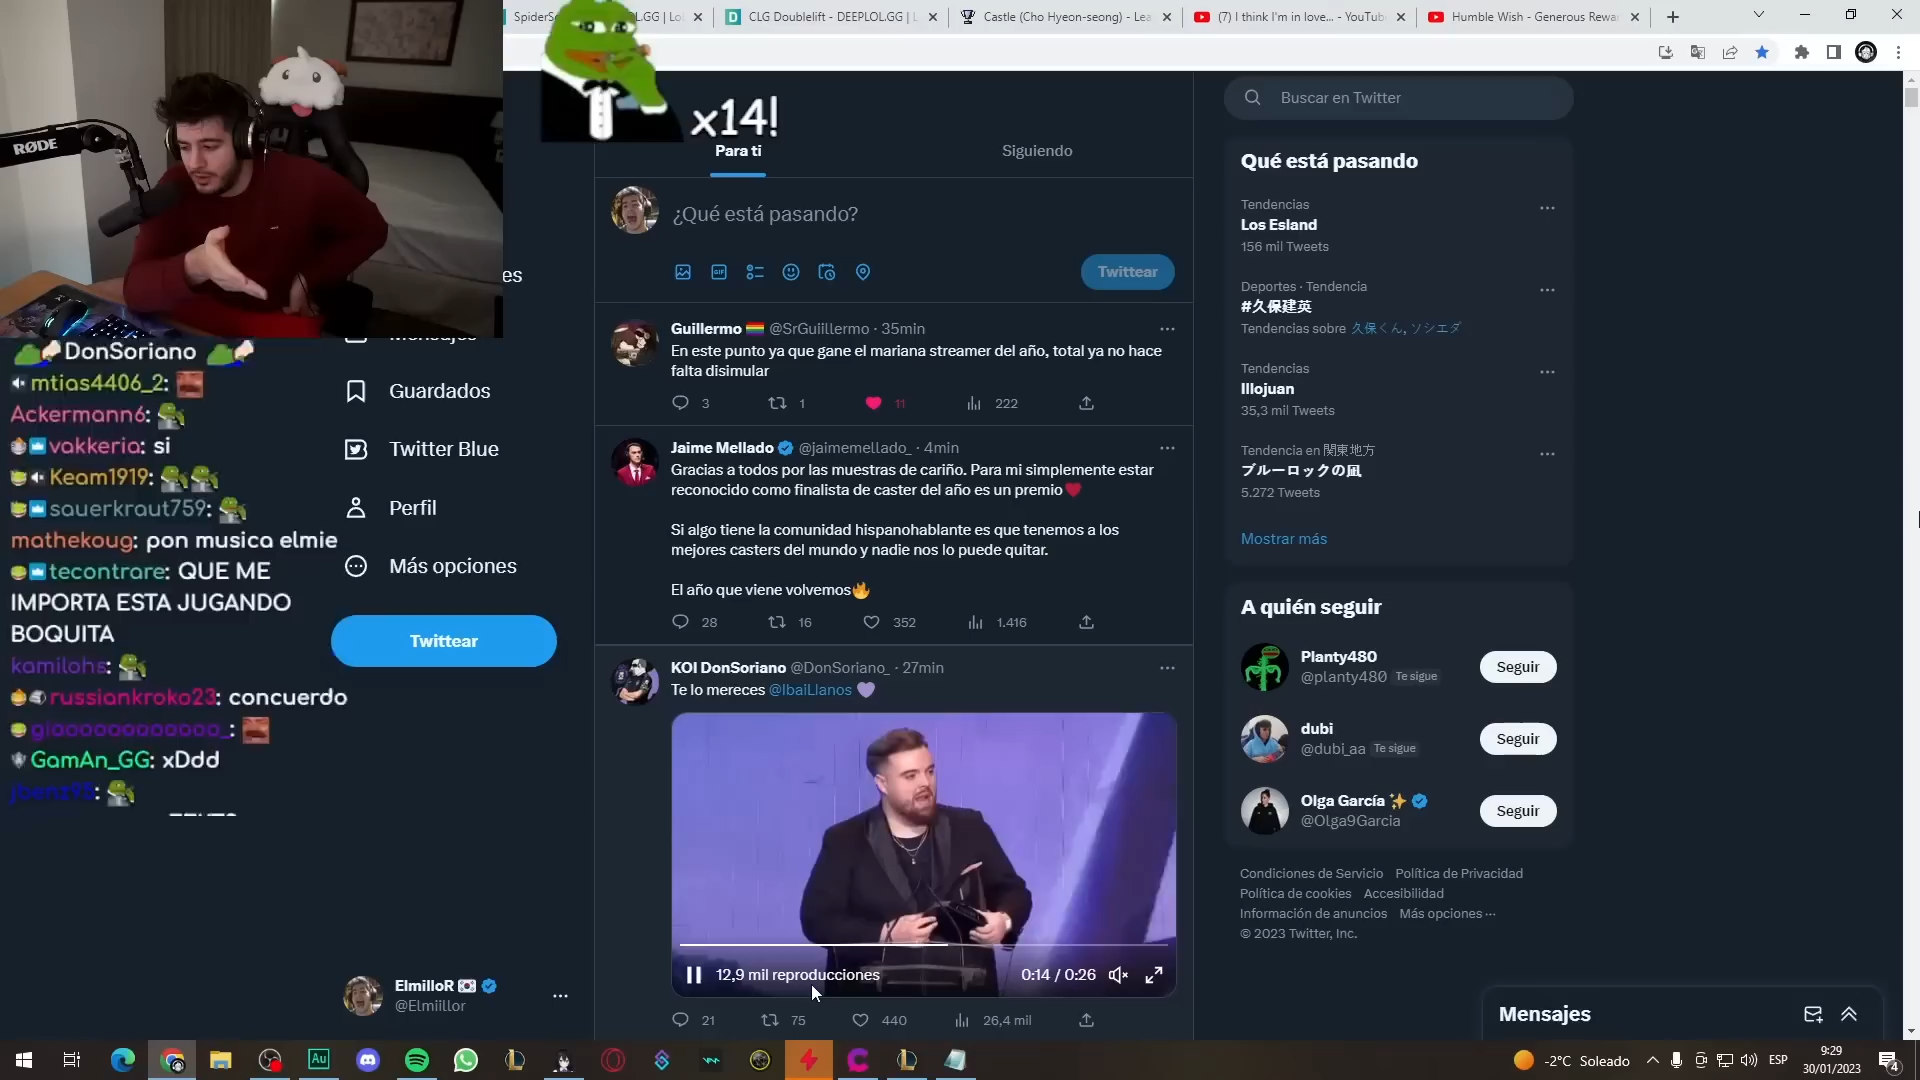 SpiderSe
OL.GG | Lo
CLG Doublelift - DEEPLOL.GG | L
Castle (Cho Hyeon-seong) - Lea
(7) I think I'm in love... - YouTub
Humble Wish - Generous Rewa
RØDE
x14!
Para ti
Siguiendo
¿Qué está pasando?
Twittear
Guillermo 🏳️‍🌈 @SrGuiillermo · 35min
En este punto ya que gane el mariana streamer del año, total ya no hace
falta disimular
3 1 11 222
Jaime Mellado @jaimemellado_ · 4min
Gracias a todos por las muestras de cariño. Para mi simplemente estar
reconocido como finalista de caster del año es un premio❤️
Si algo tiene la comunidad hispanohablante es que tenemos a los
mejores casters del mundo y nadie nos lo puede quitar.
El año que viene volvemos🔥
28 16 352 1.416
KOI DonSoriano @DonSoriano_ · 27min
Te lo mereces @IbaiLlanos 💜
12,9 mil reproducciones
0:14 / 0:26
21 75 440 26,4 mil
es
Guardados
Twitter Blue
Perfil
Más opciones
Twittear
ElmilloR 🇰🇷
@Elmiillor
DonSoriano
mtias4406_2:
Ackermann6:
vakkeria: si
Keam1919:
sauerkraut759:
mathekoug: pon musica elmie
tecontrare: QUE ME
IMPORTA ESTA JUGANDO
BOQUITA
kamilohs:
russiankroko23: concuerdo
GamAn_GG: xDdd
Buscar en Twitter
Qué está pasando
Tendencias
Los Esland
156 mil Tweets
Deportes · Tendencia
#久保建英
Tendencias sobre 久保くん, ソシエダ
Tendencias
Illojuan
35,3 mil Tweets
Tendencia en 関東地方
ブルーロックの凪
5.272 Tweets
Mostrar más
A quién seguir
Planty480
@planty480 Te sigue
Seguir
dubi
@dubi_aa Te sigue
Seguir
Olga García ✨
@Olga9Garcia
Seguir
Condiciones de Servicio Política de Privacidad
Política de cookies Accesibilidad
Información de anuncios Más opciones ···
© 2023 Twitter, Inc.
Mensajes
Au
-2°C Soleado
ESP
9:29
30/01/2023
4